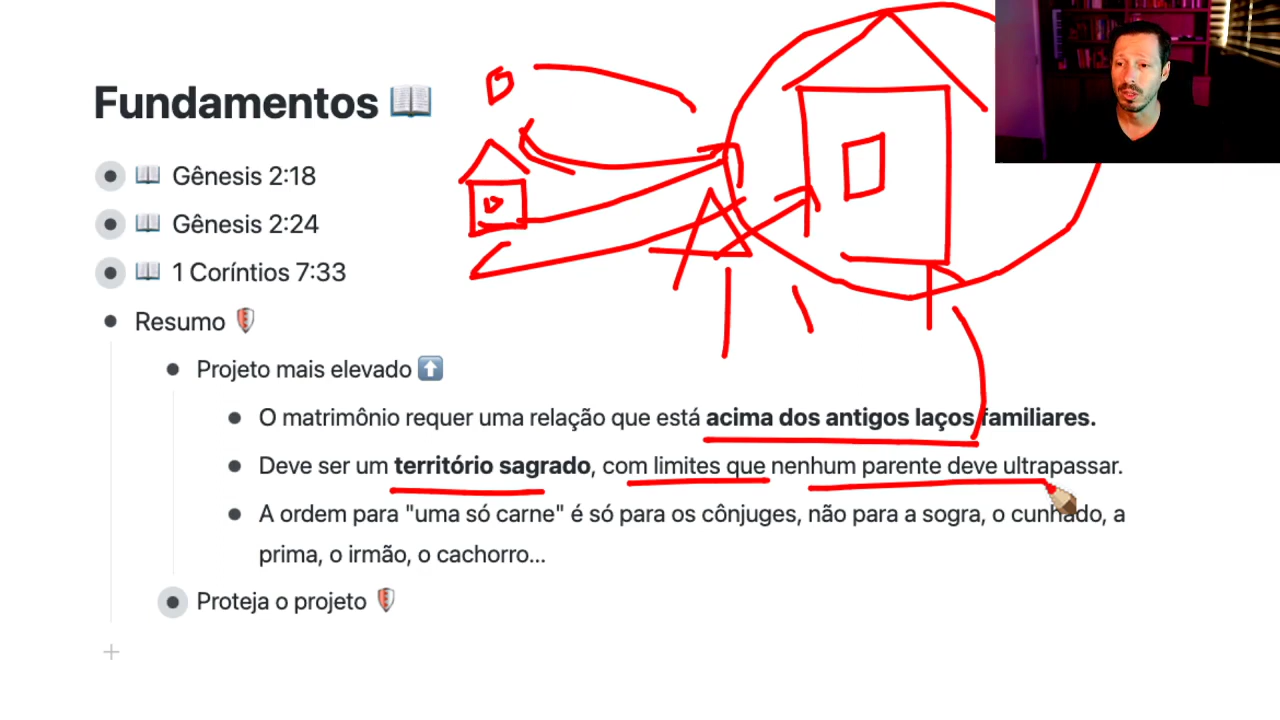 Fundamentos 📖
📖 Gênesis 2:18
📖 Gênesis 2:24
📖 1 Coríntios 7:33
Resumo
Projeto mais elevado ⬆️
O matrimônio requer uma relação que está acima dos antigos laços familiares.
Deve ser um território sagrado, com limites que nenhum parente deve ultrapassar.
A ordem para "uma só carne" é só para os cônjuges, não para a sogra, o cunhado, a
prima, o irmão, o cachorro...
Proteja o projeto